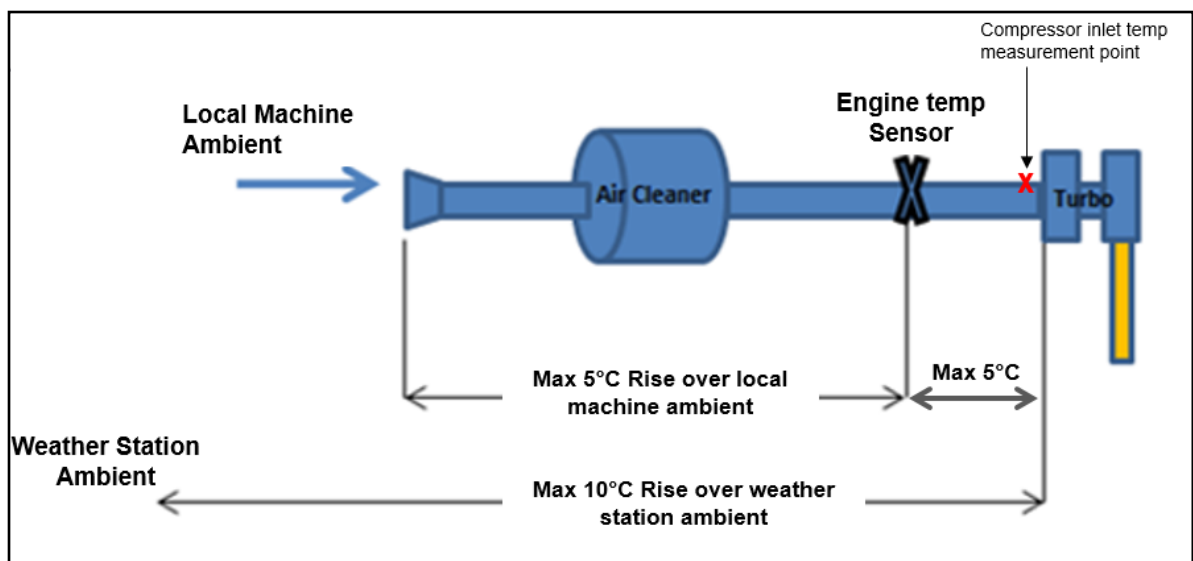 Compressor inlet temp
measurement point
Local Machine
Ambient
Engine temp
Sensor
Air Cleaner
X
Turbo
Max 5°C Rise over local
machine ambient
Max 5°C
Weather Station
Ambient
Max 10°C Rise over weather
station ambient